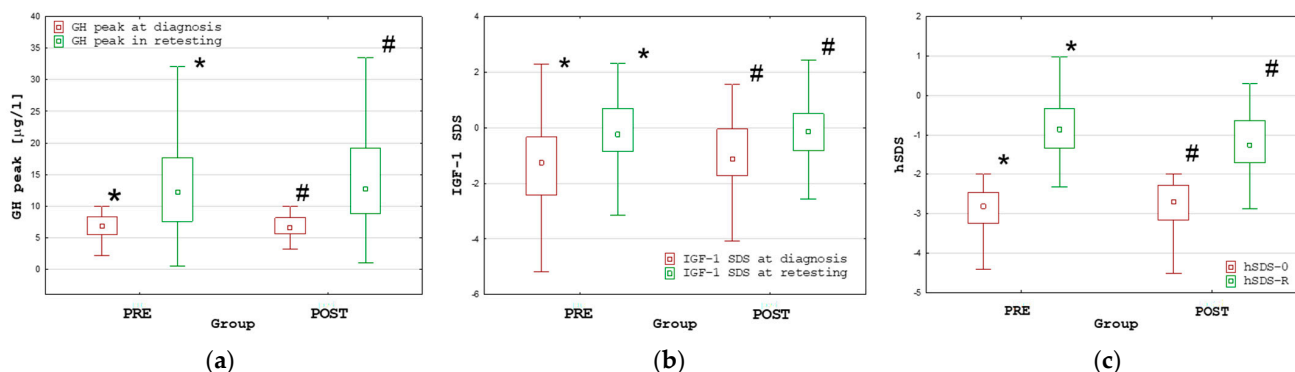 GH peak [µg/l]
40
35
30
25
20
15
10
5
0
GH peak at diagnosis
GH peak in retesting
* * # #
PRE POST
Group
(a)
IGF-1 SDS
4
2
0
-2
-4
-6
* * # #
IGF-1 SDS at diagnosis
IGF-1 SDS at retesting
PRE POST
Group
(b)
hSDS
2
1
0
-1
-2
-3
-4
-5
* * # #
hSDS-0
hSDS-R
PRE POST
Group
(c)